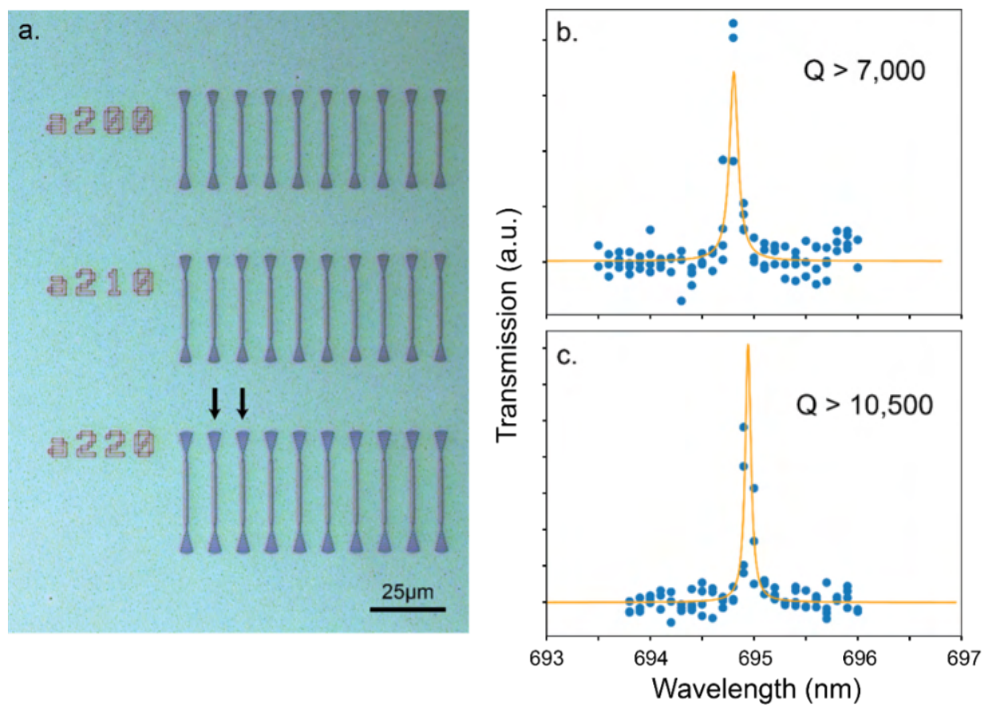 a.
a200
a210
a220
25µm
b.
Q > 7,000
c.
Q > 10,500
Transmission (a.u.)
693 694 695 696 697
Wavelength (nm)